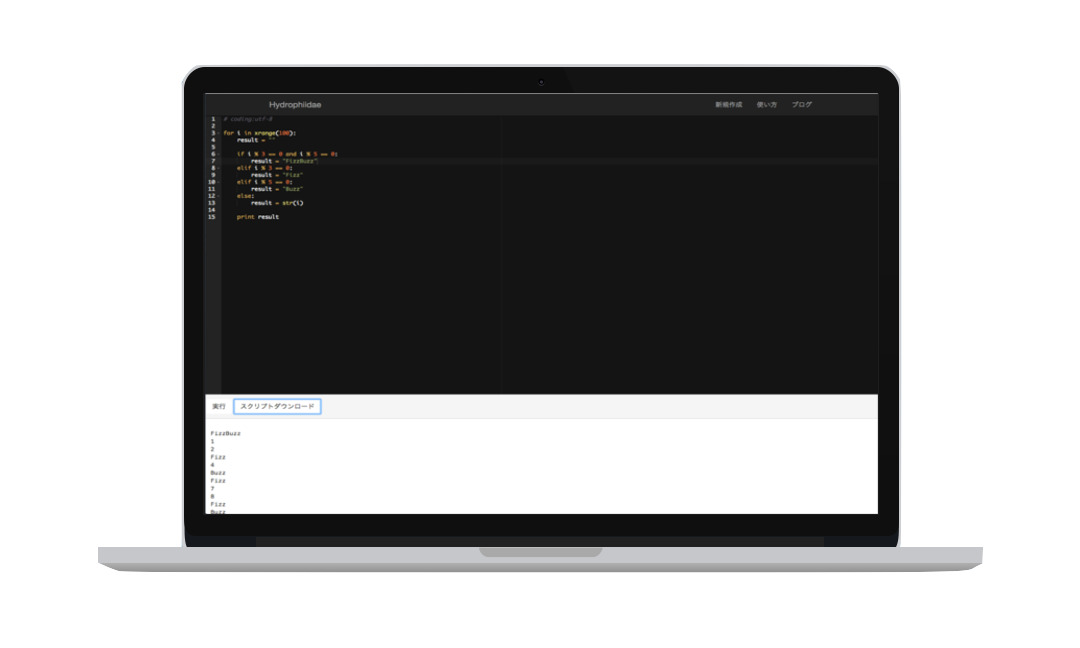 Hydrophiidae 新規作成 使い方 ブログ
1 # coding:utf-8
2
3 for i in xrange(100):
4     result = ""
5
6     if i % 3 == 0 and i % 5 == 0:
7         result = "FizzBuzz"
8     elif i % 3 == 0:
9         result = "Fizz"
10     elif i % 5 == 0:
11         result = "Buzz"
12     else:
13         result = str(i)
14
15     print result
実行 スクリプトダウンロード
FizzBuzz
1
2
Fizz
4
Buzz
Fizz
7
8
Fizz
Buzz